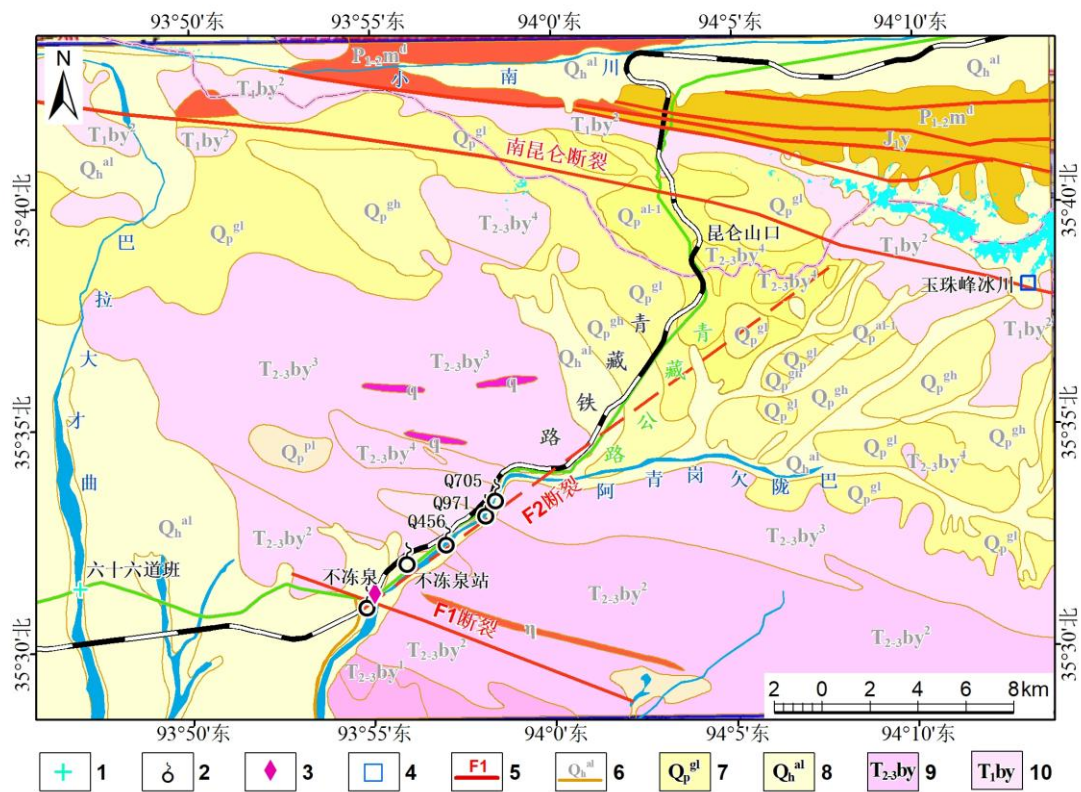 93°50′东 93°55′东 94°0′东 94°5′东 94°10′东
N
P₁₋₂mᵈ
小南川
Qₕᵃˡ
Qₕᵃˡ
T₁by²
P₁₋₂mᵈ
T₁by²
T₁by²
T₁by²
Qₚᵍˡ
J₁y
南昆仑断裂
Qₕᵃˡ
35°40′北
35°40′北
Qₚᵍˡ
Qₚᵍʰ
T₂₋₃by⁴
Qₚᵃˡ⁻¹
Qₚᵍˡ
昆仑山口
T₂₋₃by⁴
T₁by²
T₂₋₃by⁴
玉珠峰冰川
Qₚᵍˡ
T₁by²
Qₚᵍʰ
Qₚᵍˡ
Qₚᵃˡ⁻¹
Qₕᵃˡ
Qₚᵍˡ
Qₚᵍʰ
Qₚᵍʰ
Qₚᵍˡ
巴拉大才曲
青藏铁路
青藏公路
T₂₋₃by³
T₂₋₃by³
q
q
q
35°35′北
35°35′北
Qₚᵖˡ
T₂₋₃by⁴
Qₚᵍˡ
Qₚᵍʰ
T₂₋₃by⁴
Qₕᵃˡ
阿青岗欠陇巴
Qₚᵍˡ
Q705
Q971
Q456
F2断裂
Qₕᵃˡ
T₂₋₃by²
T₂₋₃by³
Qₚᵍˡ
六十六道班
不冻泉
不冻泉站
T₂₋₃by²
F1断裂
η
T₂₋₃by²
T₂₋₃by²
T₂₋₃by¹
35°30′北
35°30′北
2 0 2 4 6 8km
93°50′东 93°55′东 94°0′东 94°5′东 94°10′东
1 2 3 4 F1 5 Qₕᵃˡ 6 Qₚᵍˡ 7 Qₕᵃˡ 8 T₂₋₃by 9 T₁by 10